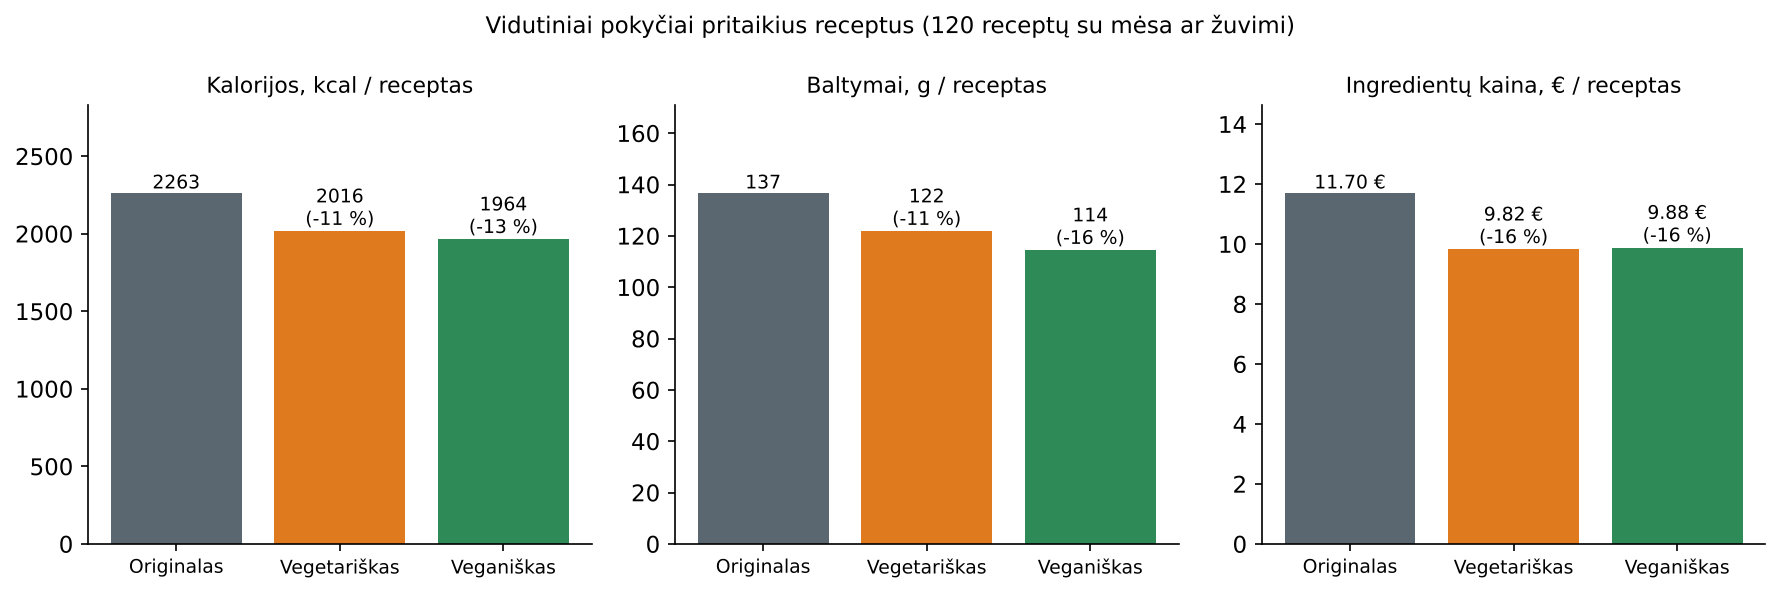 Vidutiniai pokyčiai pritaikius receptus (120 receptų su mėsa ar žuvimi)
Kalorijos, kcal / receptas
2500
2000
1500
1000
500
0
2263
2016
(-11 %)
1964
(-13 %)
Originalas
Vegetariškas
Veganiškas
Baltymai, g / receptas
160
140
120
100
80
60
40
20
0
137
122
(-11 %)
114
(-16 %)
Originalas
Vegetariškas
Veganiškas
Ingredientų kaina, € / receptas
14
12
10
8
6
4
2
0
11.70 €
9.82 €
(-16 %)
9.88 €
(-16 %)
Originalas
Vegetariškas
Veganiškas